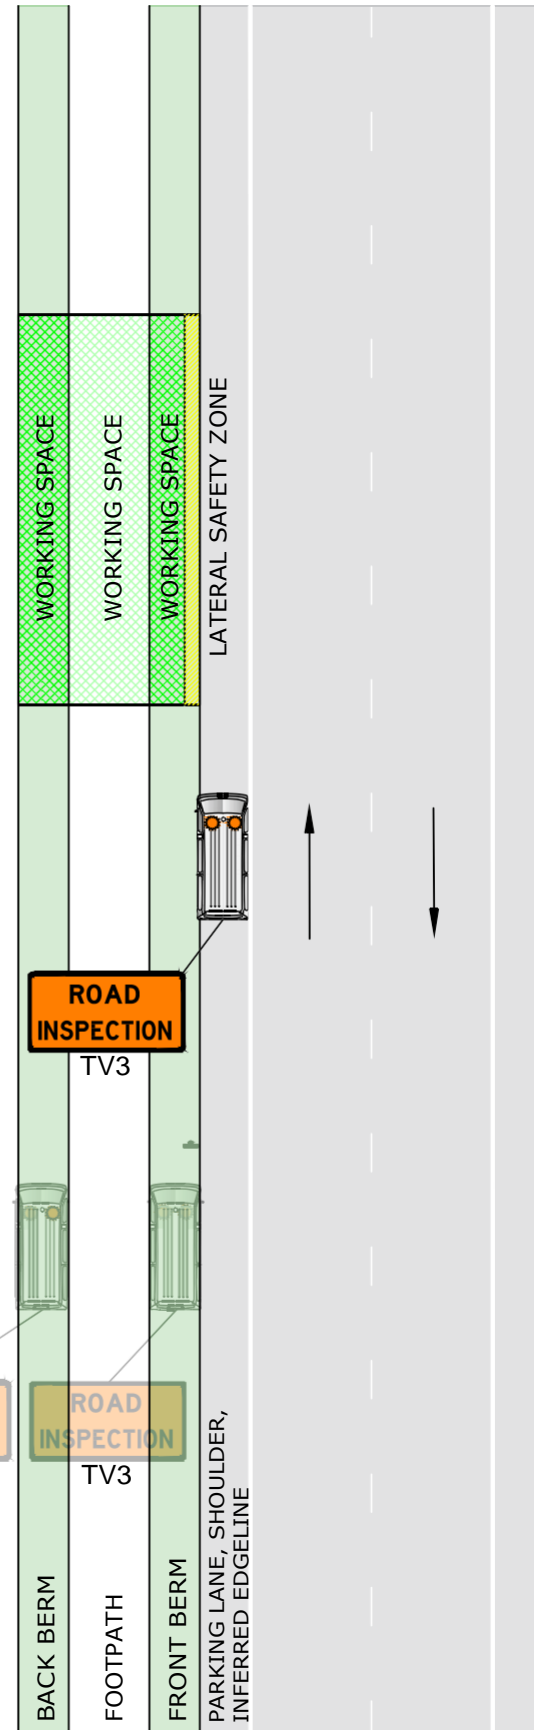 WORKING SPACE
WORKING SPACE
WORKING SPACE
LATERAL SAFETY ZONE
ROAD
INSPECTION
TV3
ROAD
INSPECTION
TV3
BACK BERM
FOOTPATH
FRONT BERM
PARKING LANE, SHOULDER,
INFERRED EDGELINE